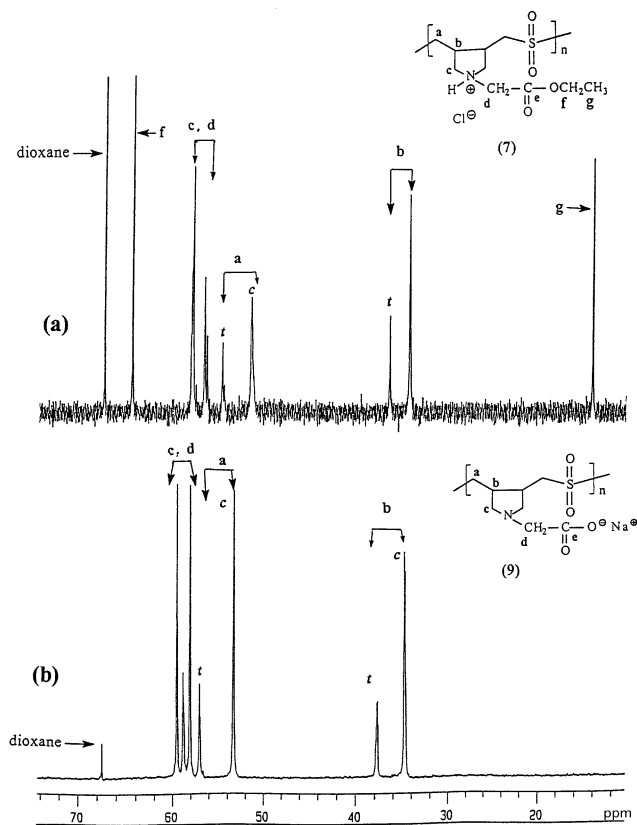 O
O
S
n
a
b
c
N
H
⊕
CH₂
d
C
e
O
OCH₂CH₃
f
g
Cl⊖
(7)
dioxane
f
c, d
b
g
a
t
c
t
(a)
O
O
S
n
a
b
c
N
CH₂
d
C
e
O
O⊖ Na⊕
(9)
c, d
a
c
b
c
t
t
(b)
dioxane
70 60 50 40 30 20 ppm